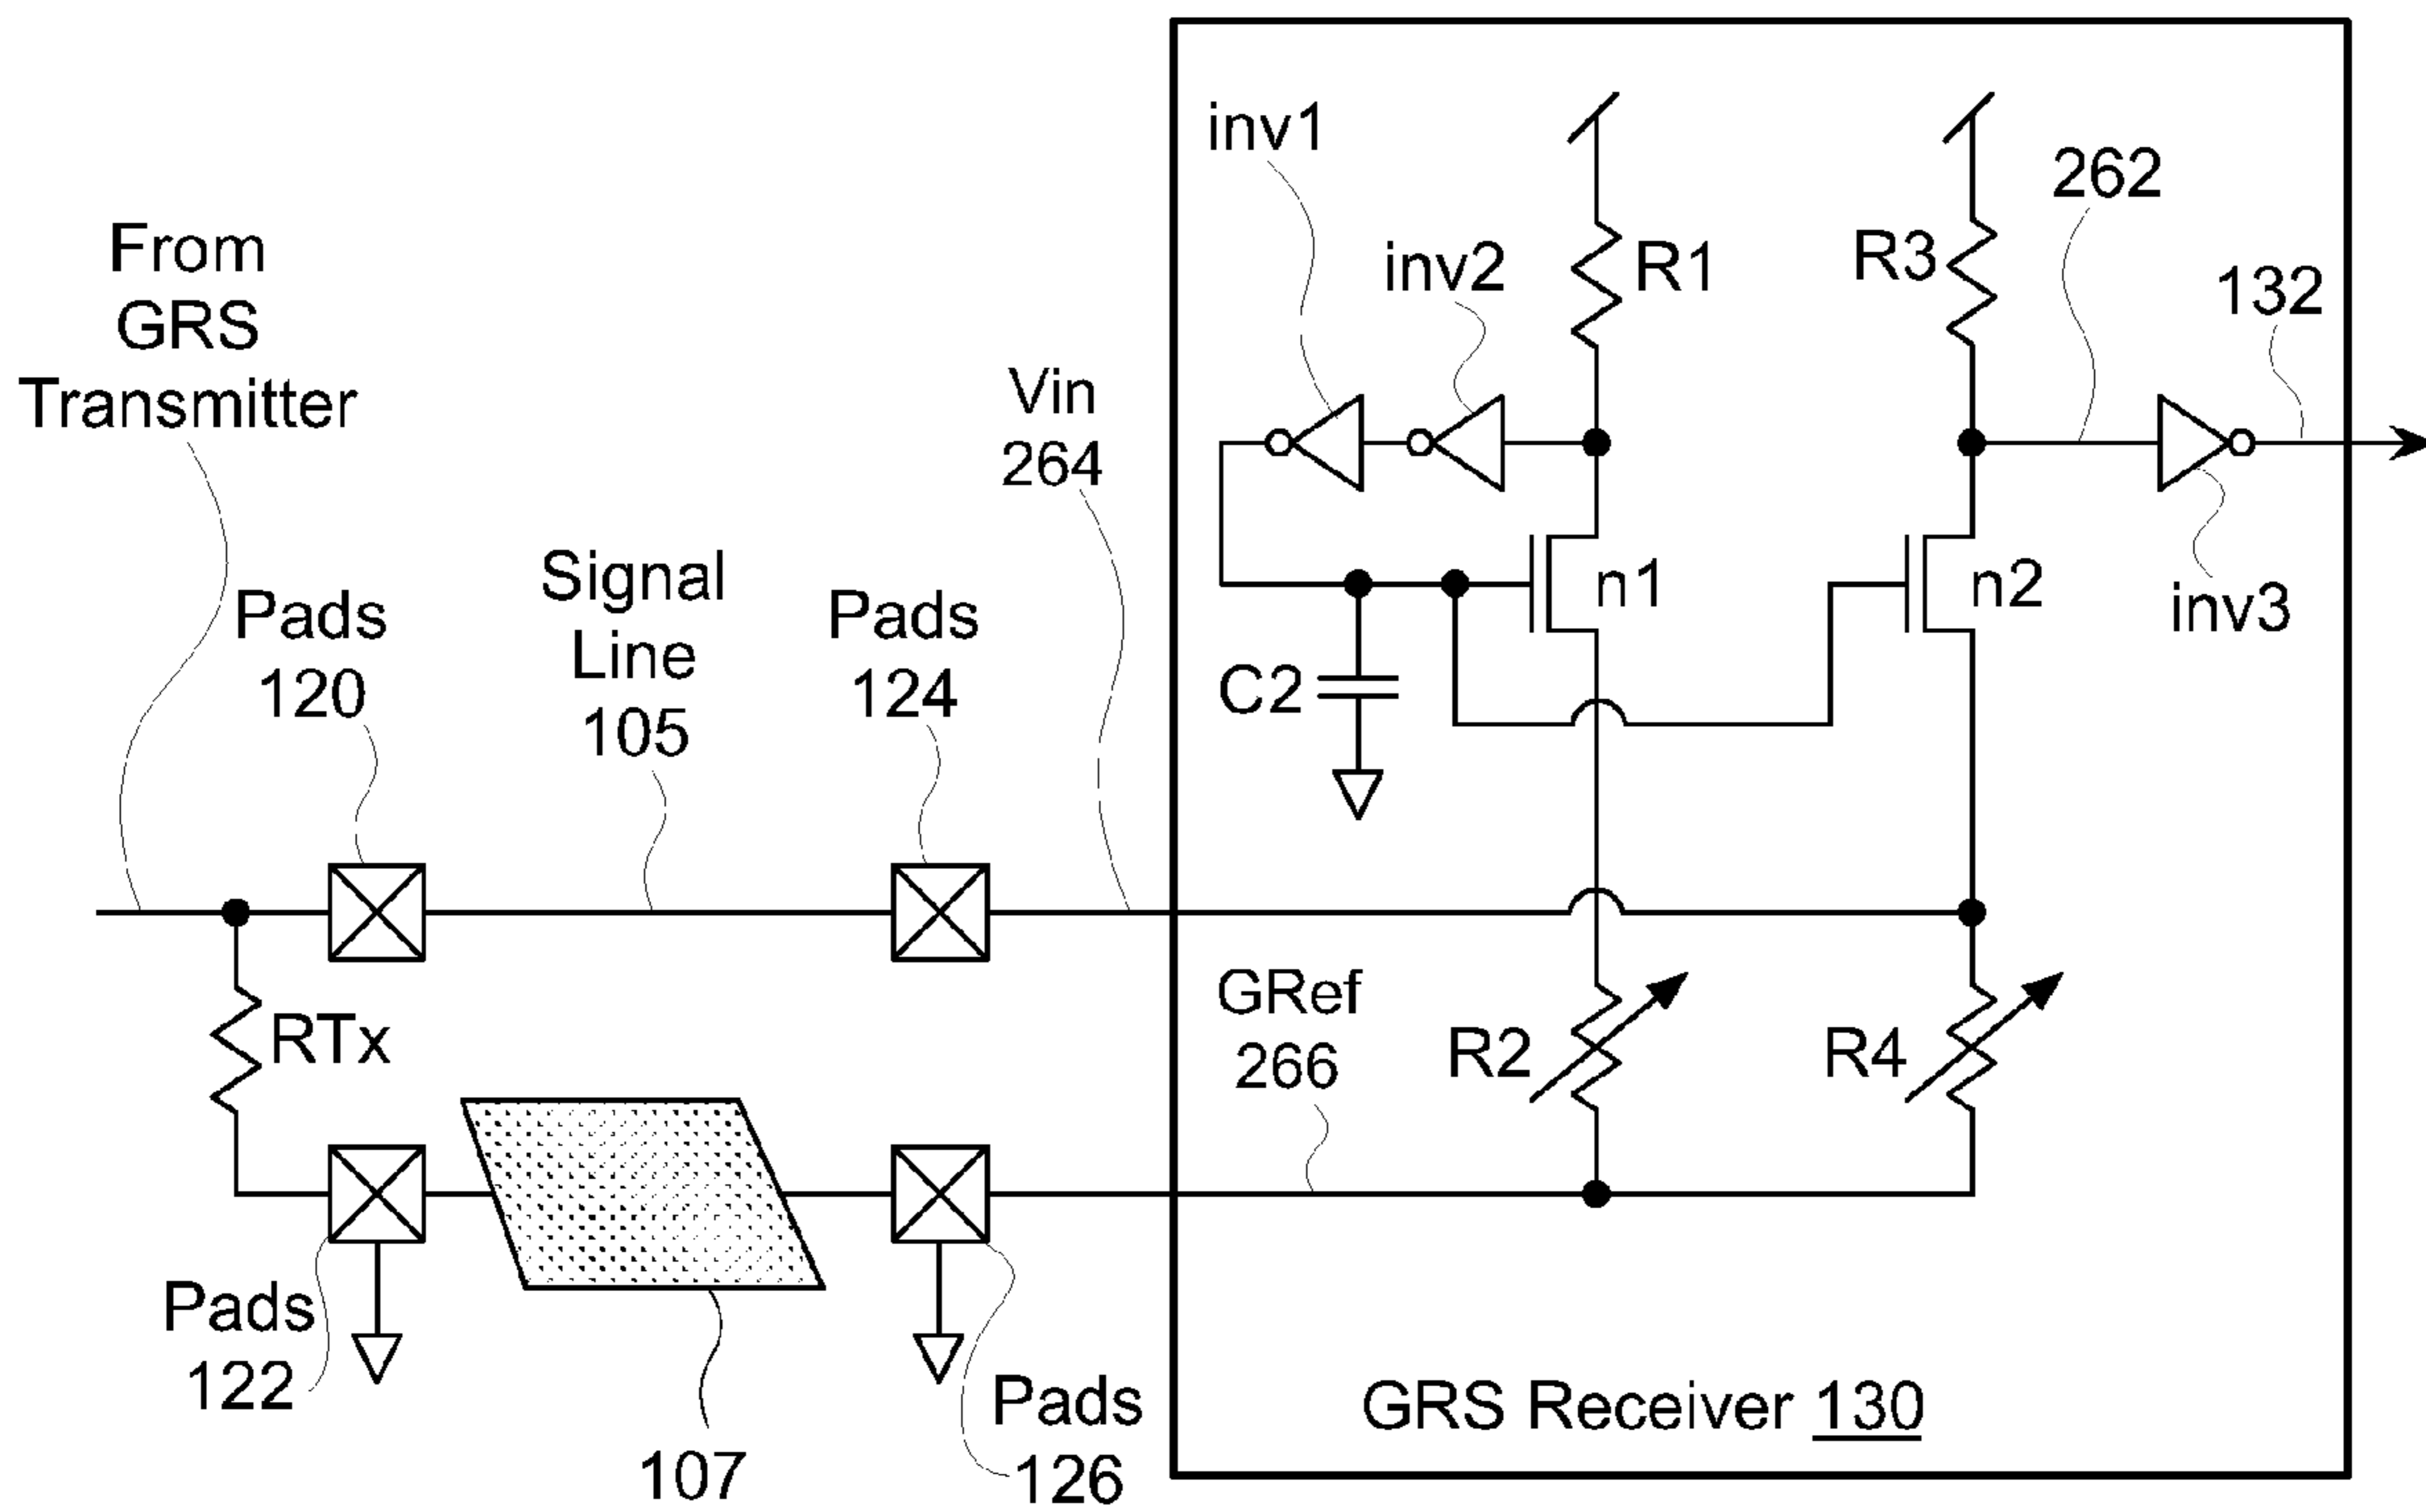 From
GRS
Transmitter
Pads
120
Signal
Line
105
Pads
124
Vin
264
inv1
inv2
R1
R3
262
132
n1
n2
inv3
C2
RTx
GRef
266
R2
R4
Pads
122
107
Pads
126
GRS Receiver 130